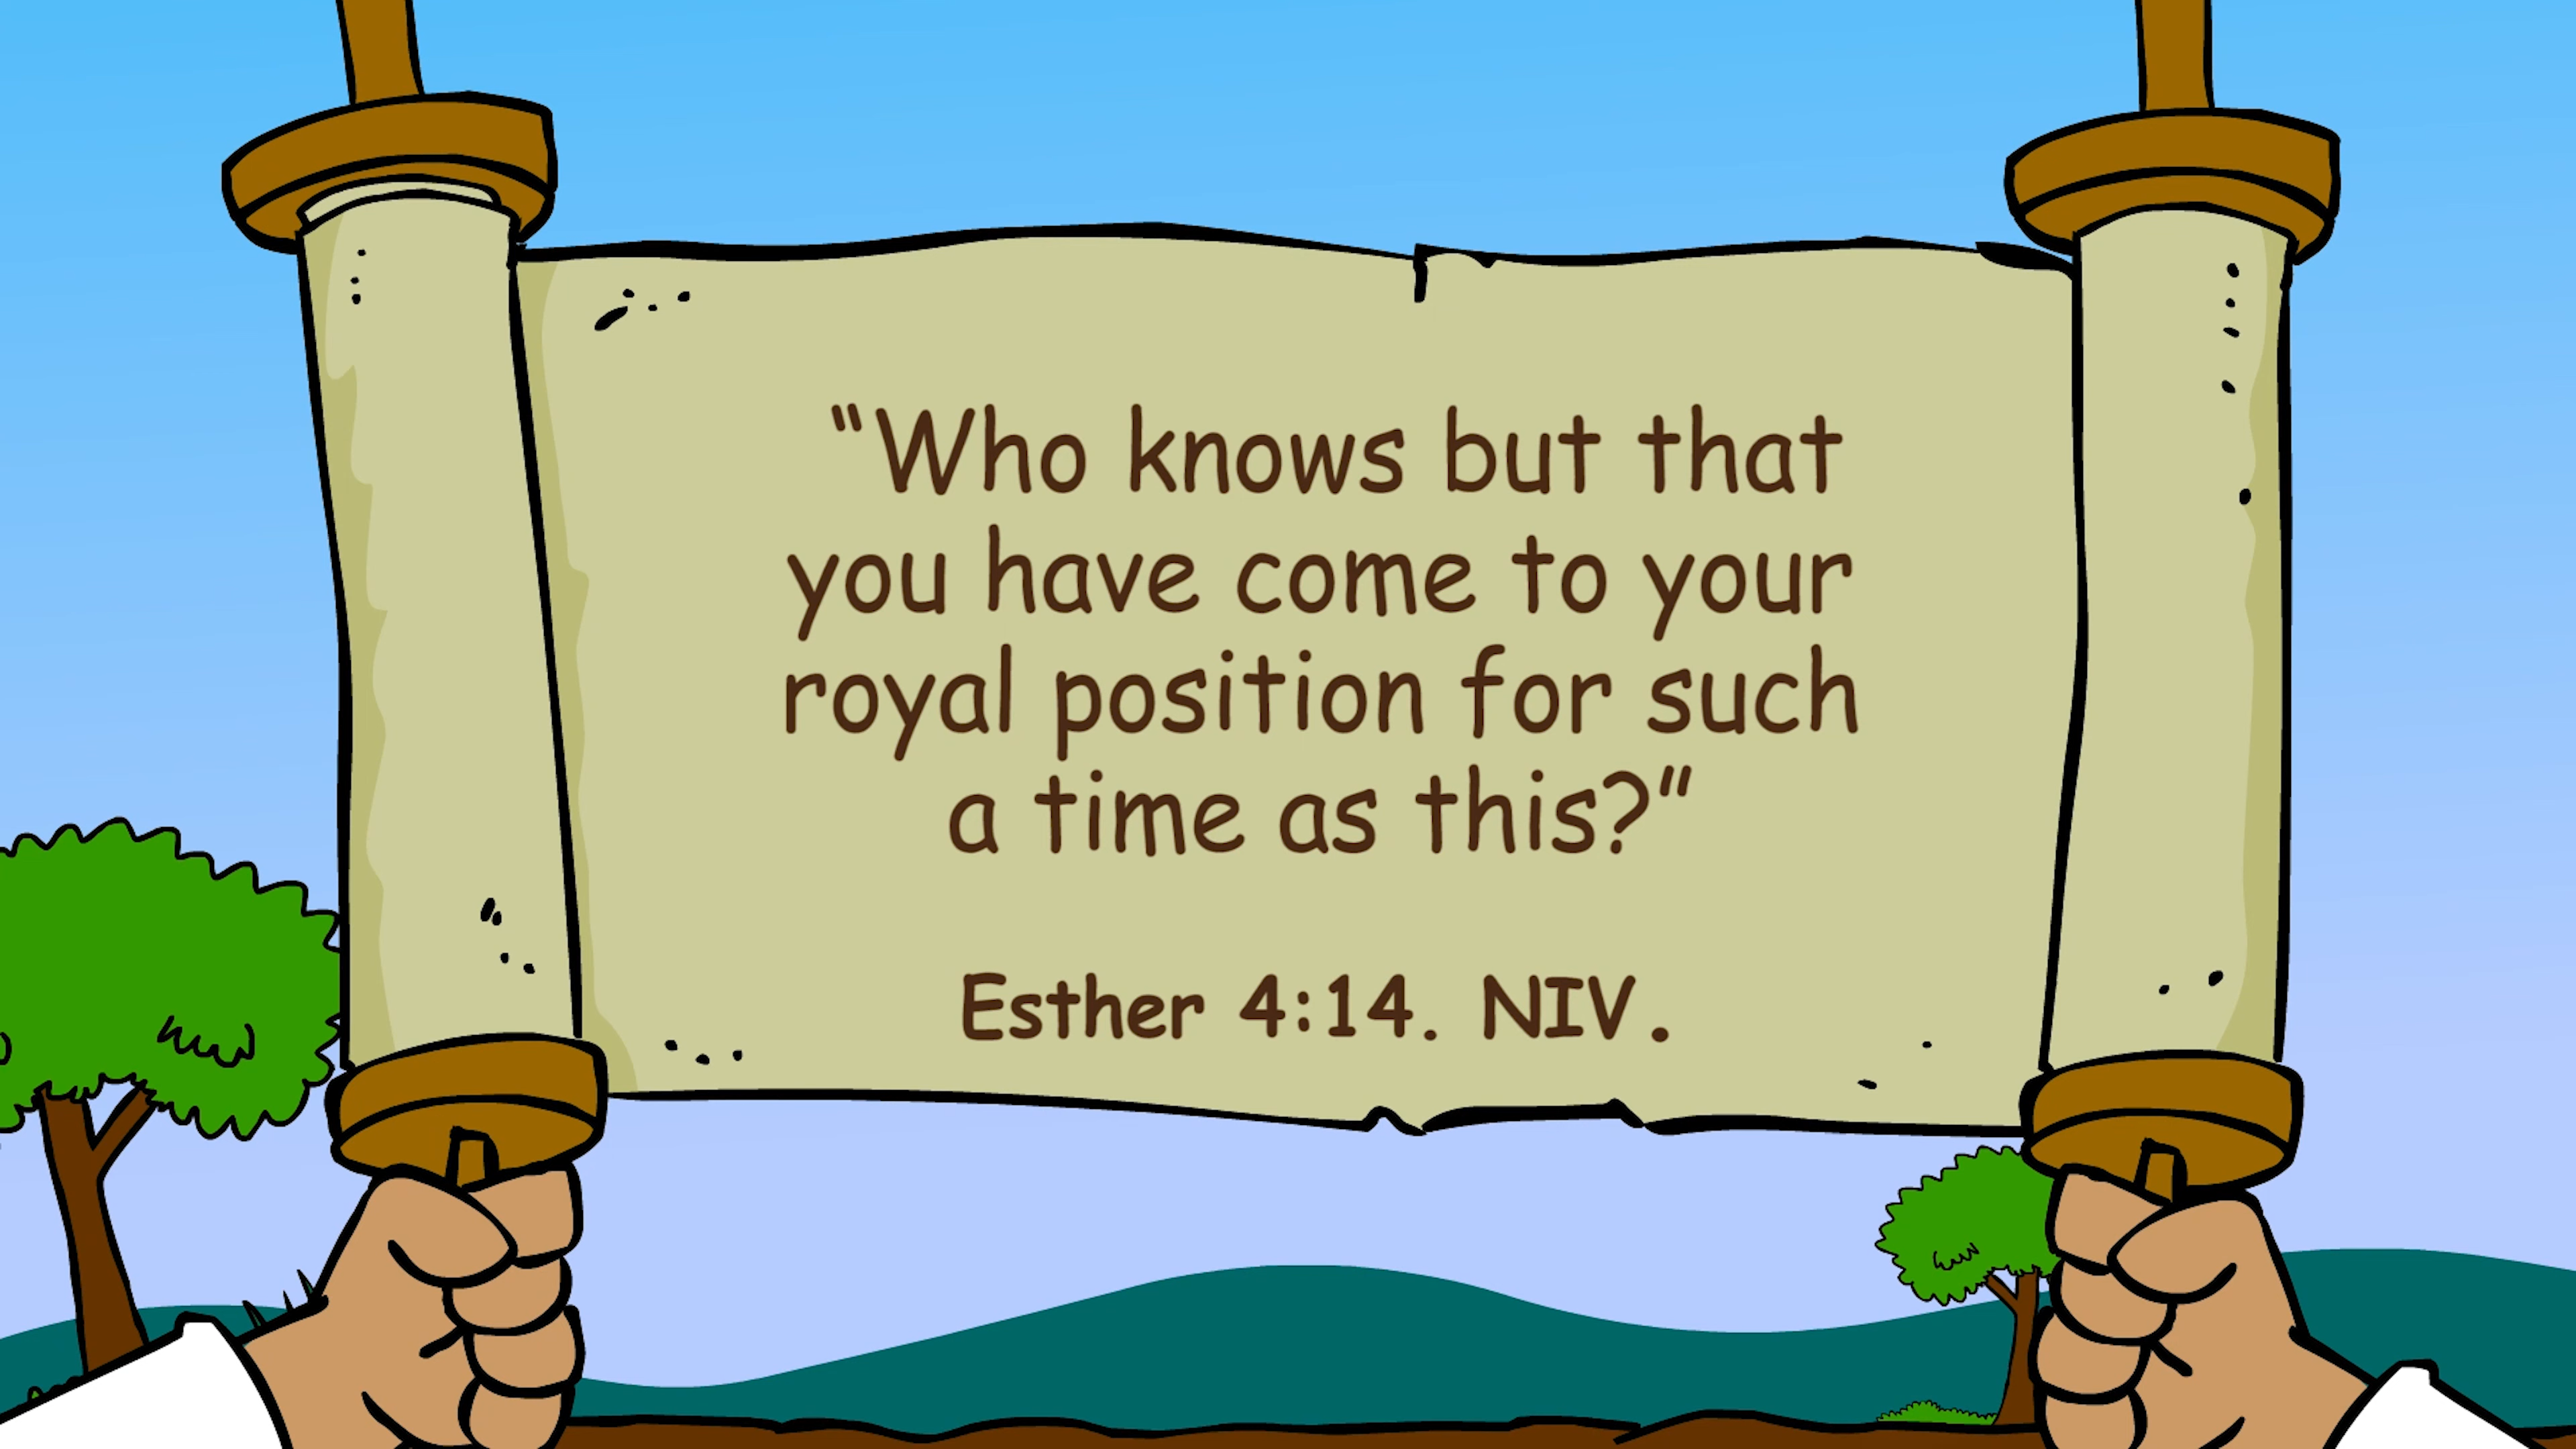 “Who knows but that
you have come to your
royal position for such
a time as this?”
Esther 4:14. NIV.